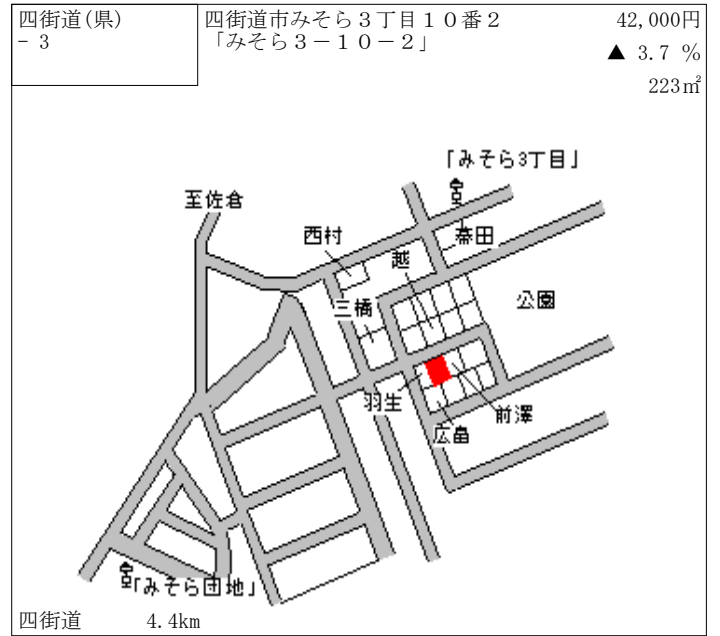 四街道(県)
- 3
四街道市みそら3丁目10番2
「みそら3-10-2」
42,000円
▲ 3.7 %
223㎡
「みそら3丁目」
至佐倉
西村
越
秦田
三橋
公園
羽生
前澤
広畠
「みそら団地」
四街道 4.4km